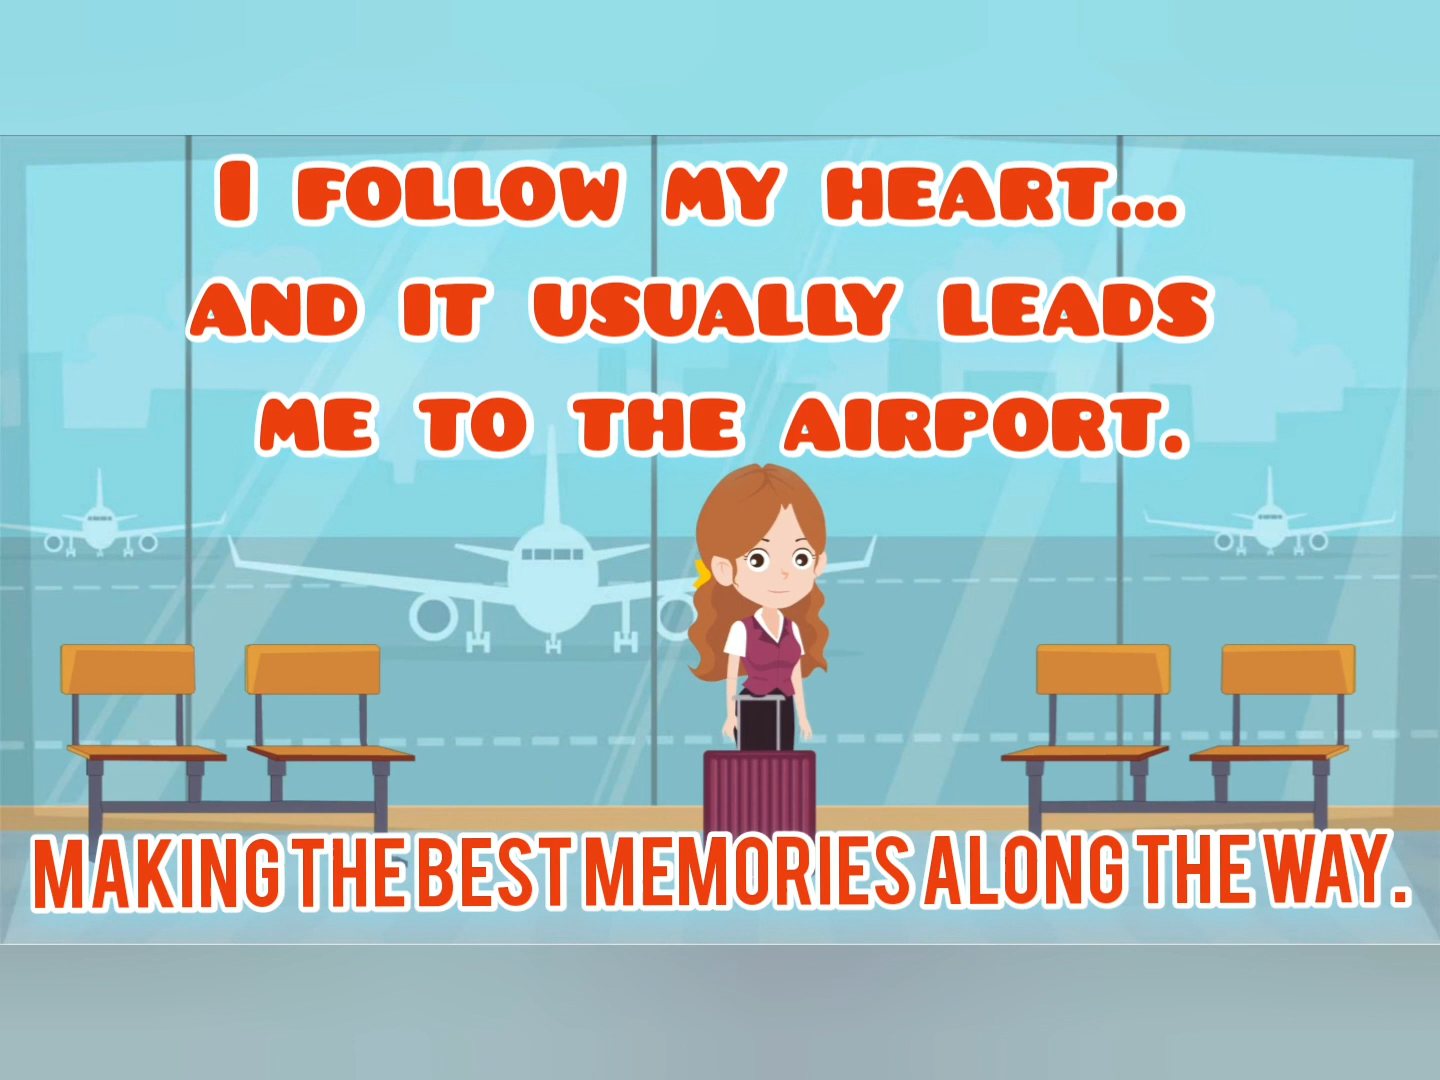 I FOLLOW MY HEART...
AND IT USUALLY LEADS
ME TO THE AIRPORT.
MAKING THE BEST MEMORIES ALONG THE WAY.